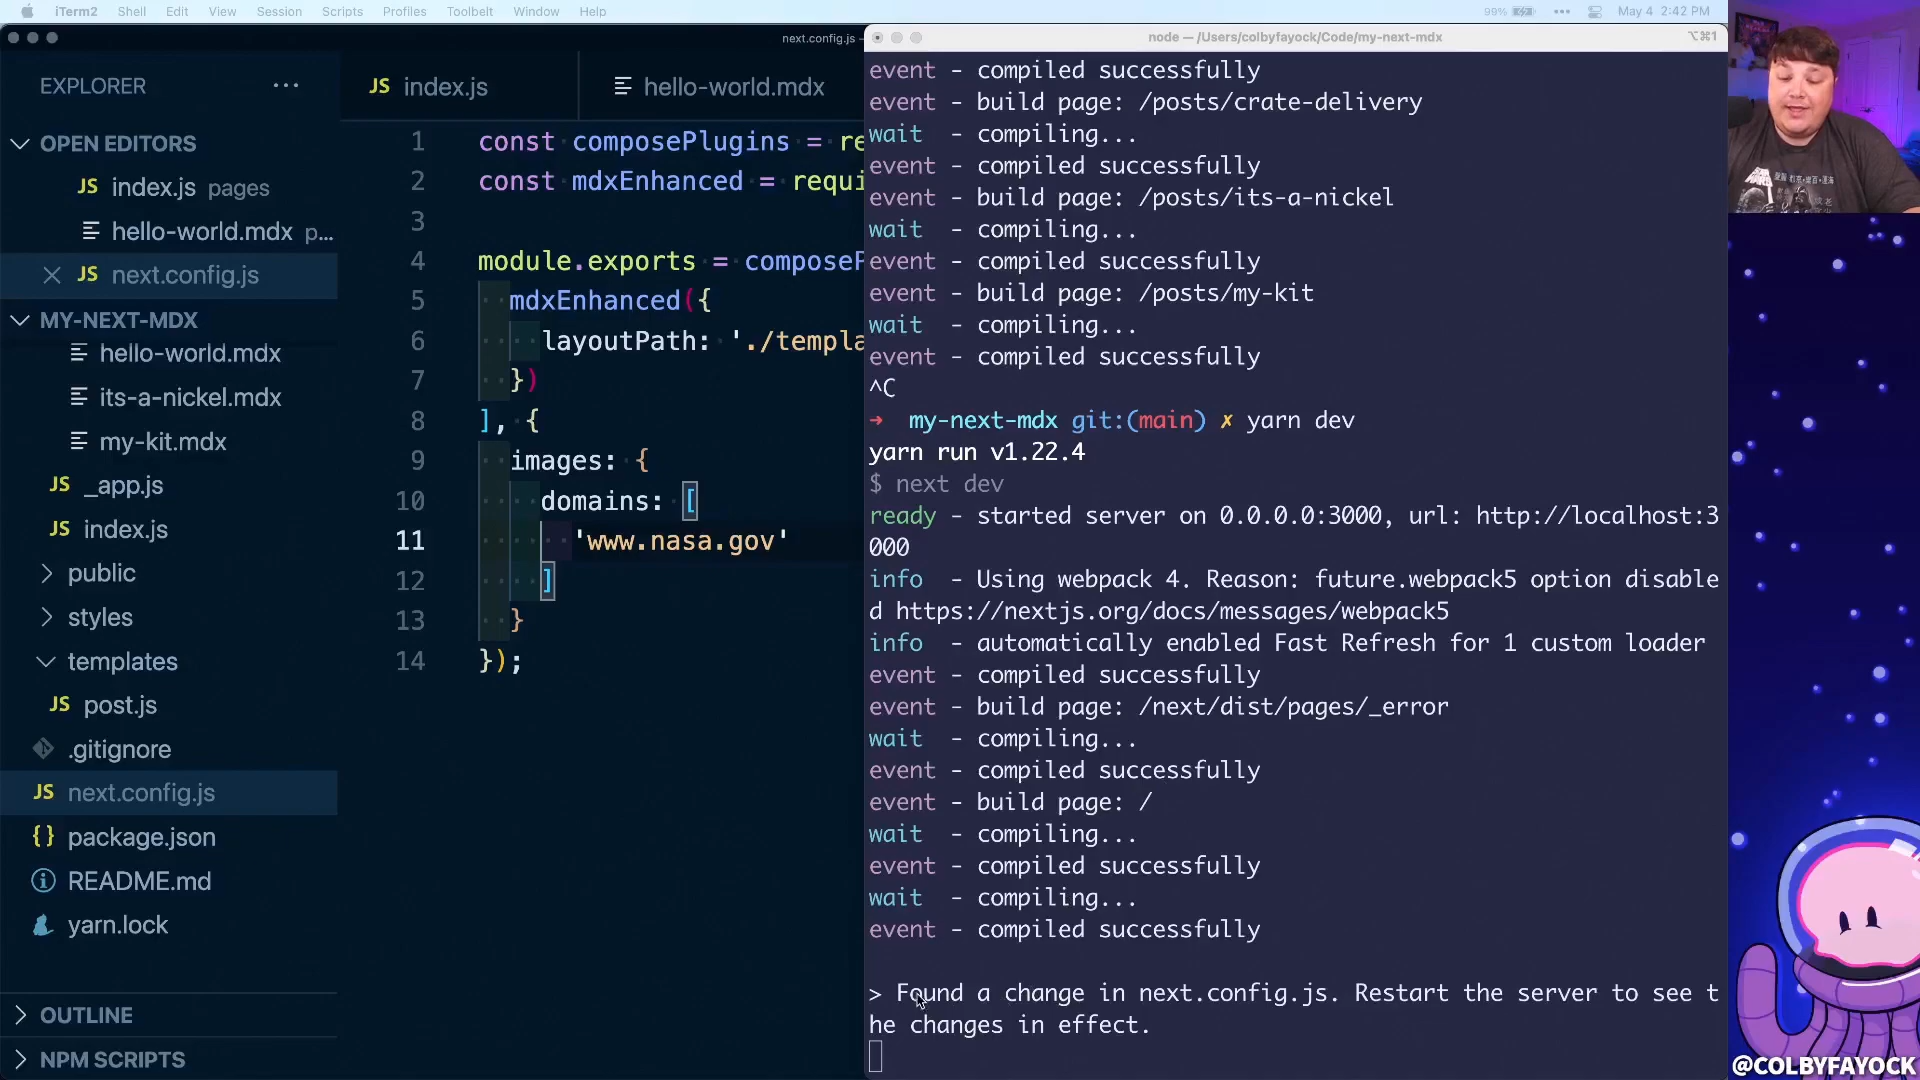 iTerm2 Shell Edit View Session Scripts Profiles Toolbelt Window Help 99% May 4 2:42 PM
next.config.js —
node — /Users/colbyfayock/Code/my-next-mdx ⌥⌘1
EXPLORER ...
OPEN EDITORS
JS index.js pages
hello-world.mdx p...
JS next.config.js
MY-NEXT-MDX
hello-world.mdx
its-a-nickel.mdx
my-kit.mdx
JS _app.js
JS index.js
public
styles
templates
JS post.js
.gitignore
JS next.config.js
{} package.json
README.md
yarn.lock
OUTLINE
NPM SCRIPTS
JS index.js hello-world.mdx
1 const composePlugins = re
2 const mdxEnhanced = requi
3
4 module.exports = composeP
5 mdxEnhanced({
6 layoutPath: './templa
7 })
8 ], {
9 images: {
10 domains: [
11 'www.nasa.gov'
12 ]
13 }
14 });
event - compiled successfully
event - build page: /posts/crate-delivery
wait - compiling...
event - compiled successfully
event - build page: /posts/its-a-nickel
wait - compiling...
event - compiled successfully
event - build page: /posts/my-kit
wait - compiling...
event - compiled successfully
^C
➜ my-next-mdx git:(main) ✗ yarn dev
yarn run v1.22.4
$ next dev
ready - started server on 0.0.0.0:3000, url: http://localhost:3
000
info - Using webpack 4. Reason: future.webpack5 option disable
d https://nextjs.org/docs/messages/webpack5
info - automatically enabled Fast Refresh for 1 custom loader
event - compiled successfully
event - build page: /next/dist/pages/_error
wait - compiling...
event - compiled successfully
event - build page: /
wait - compiling...
event - compiled successfully
wait - compiling...
event - compiled successfully
> Found a change in next.config.js. Restart the server to see t
he changes in effect.
@COLBYFAYOCK